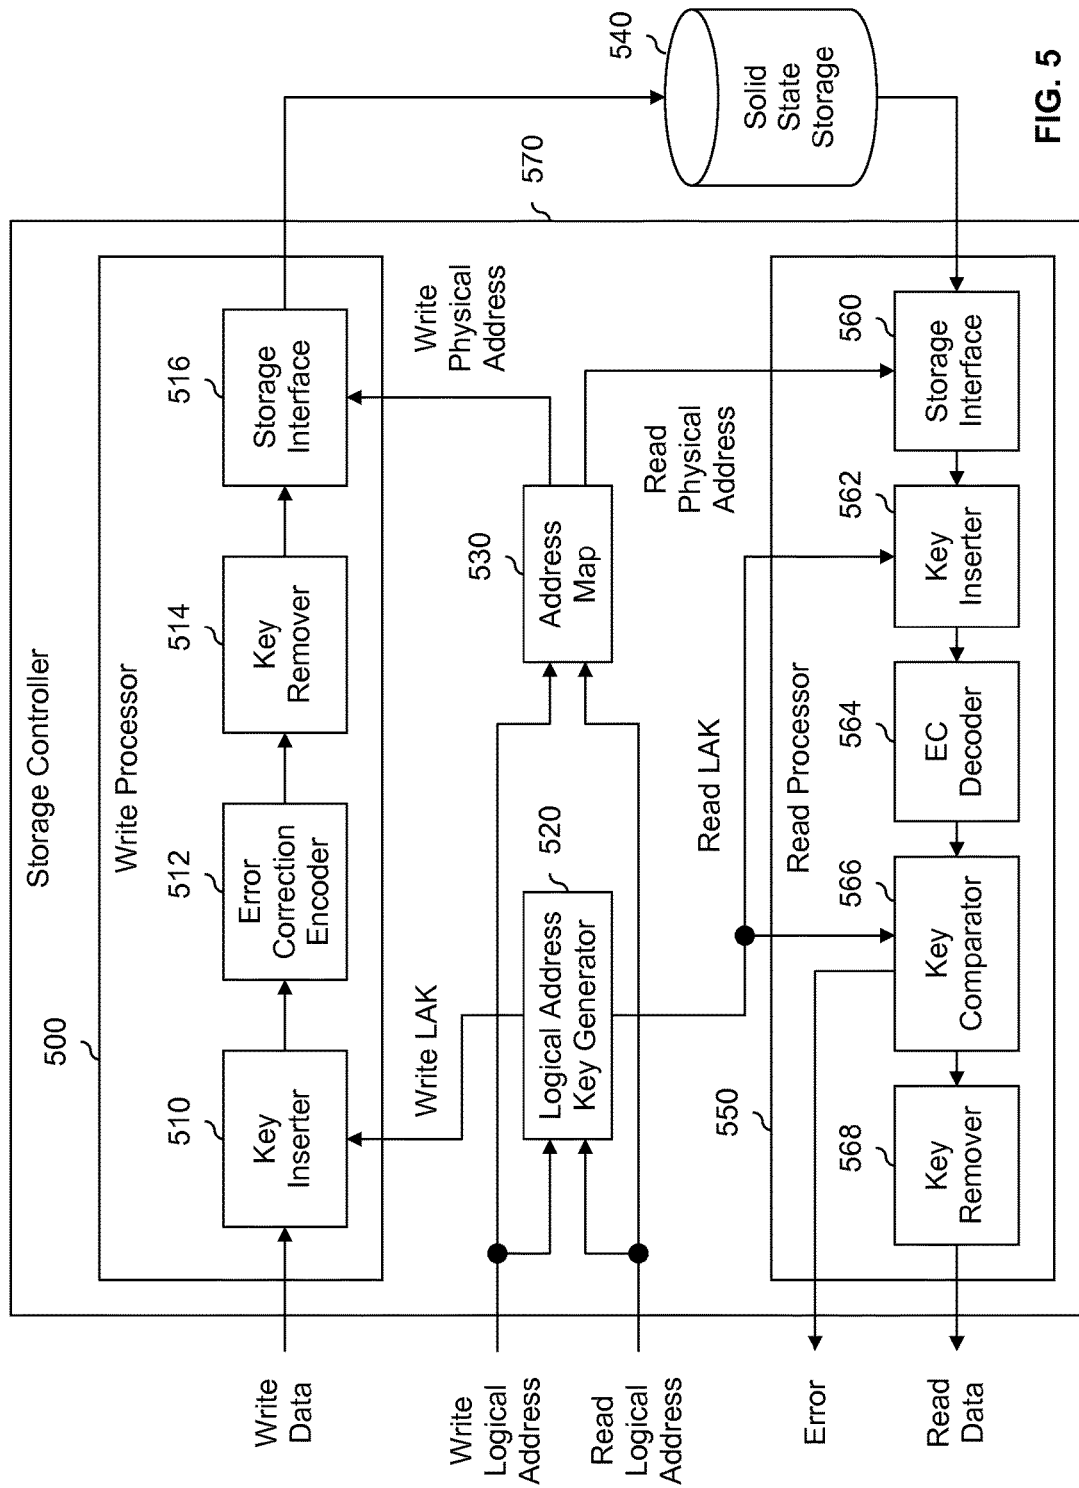 Storage Controller
570
500
Write Processor
510
Key
Inserter
512
Error
Correction
Encoder
514
Key
Remover
516
Storage
Interface
540
Solid
State
Storage
Write
Data
Write LAK
Write
Physical
Address
Write
Logical
Address
Read
Logical
Address
Logical Address
Key Generator
520
530
Address
Map
Read LAK
Read
Physical
Address
550
Read Processor
568
Key
Remover
566
Key
Comparator
564
EC
Decoder
562
Key
Inserter
560
Storage
Interface
Error
Read
Data
FIG. 5